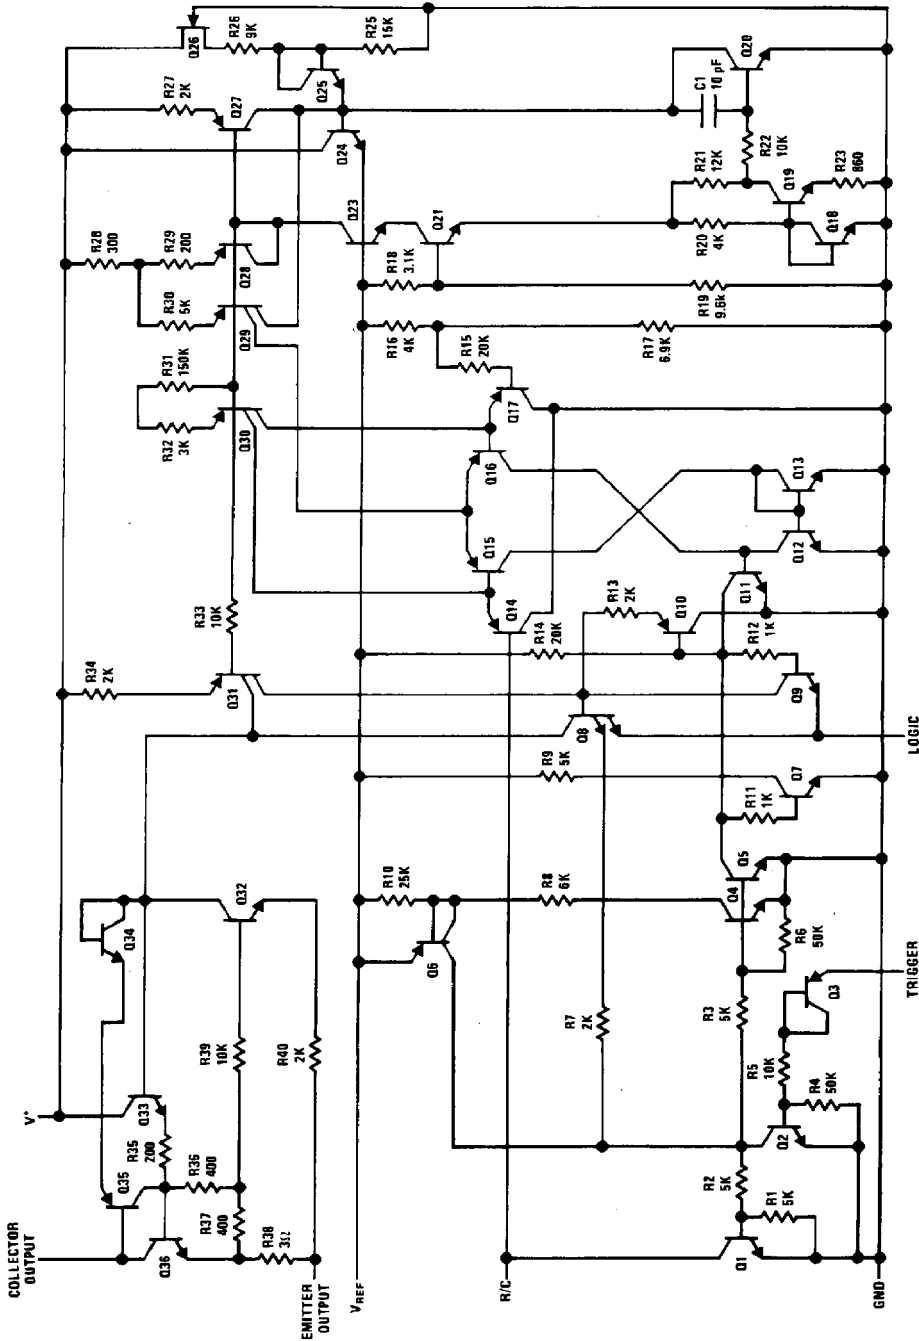 COLLECTOR
OUTPUT
V+
Q36
Q35
R35
200
Q33
Q34
R36
400
R37
400
R38
3Ω
R39
10K
Q32
R40
2K
EMITTER
OUTPUT
R34
2K
Q31
R33
10K
R32
3K
R31
150K
Q30
R30
5K
Q29
R28
300
R29
200
Q28
R27
2K
Q27
Q26
R26
9K
R25
15K
Q25
Q24
Q23
VREF
R10
25K
Q6
R8
6K
R9
5K
R14
20K
Q14
Q15
Q16
Q17
R15
20K
R16
4K
R17
6.9K
R18
3.1K
R19
9.6k
Q21
R/C
R7
2K
Q8
R13
2K
Q10
Q11
Q12
Q13
R20
4K
R21
12K
R22
10K
C1
10 pF
Q20
Q19
Q18
R23
860
Q1
R1
5K
R2
5K
Q2
R4
50K
R5
10K
Q3
R3
5K
Q4
Q5
R6
50K
R11
1K
Q7
R12
1K
Q9
GND
TRIGGER
LOGIC